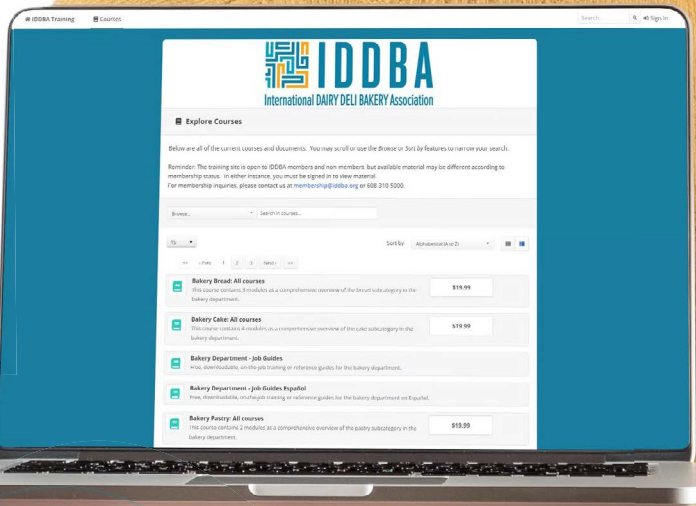 IDDBA Training
Courses
Search...
Sign In
IDDBA
International DAIRY DELI BAKERY Association
Explore Courses
Below are all of the current courses and documents. You may scroll or use the Browse or Sort by features to narrow your search.
Reminder: The training site is open to IDDBA members and non members, but available material may be different according to
membership status. In either instance, you must be signed in to view material.
For membership inquiries, please contact us at membership@iddba.org or 608 310 5000.
Browse...
Search in courses...
15
Sort by
Alphabetical (A to Z)
<< ‹ Prev 1 2 3 Next › >>
Bakery Bread: All courses
This course contains 3 modules as a comprehensive overview of the bread subcategory in the
bakery department.
$19.99
Bakery Cake: All courses
This course contains 4 modules as a comprehensive overview of the cake subcategory in the
bakery department.
$19.99
Bakery Department - Job Guides
Free, downloadable, on-the-job training or reference guides for the bakery department.
Bakery Department - Job Guides Español
Free, downloadable, on-the-job training or reference guides for the bakery department en Español.
Bakery Pastry: All courses
This course contains 2 modules as a comprehensive overview of the pastry subcategory in the
bakery department.
$19.99